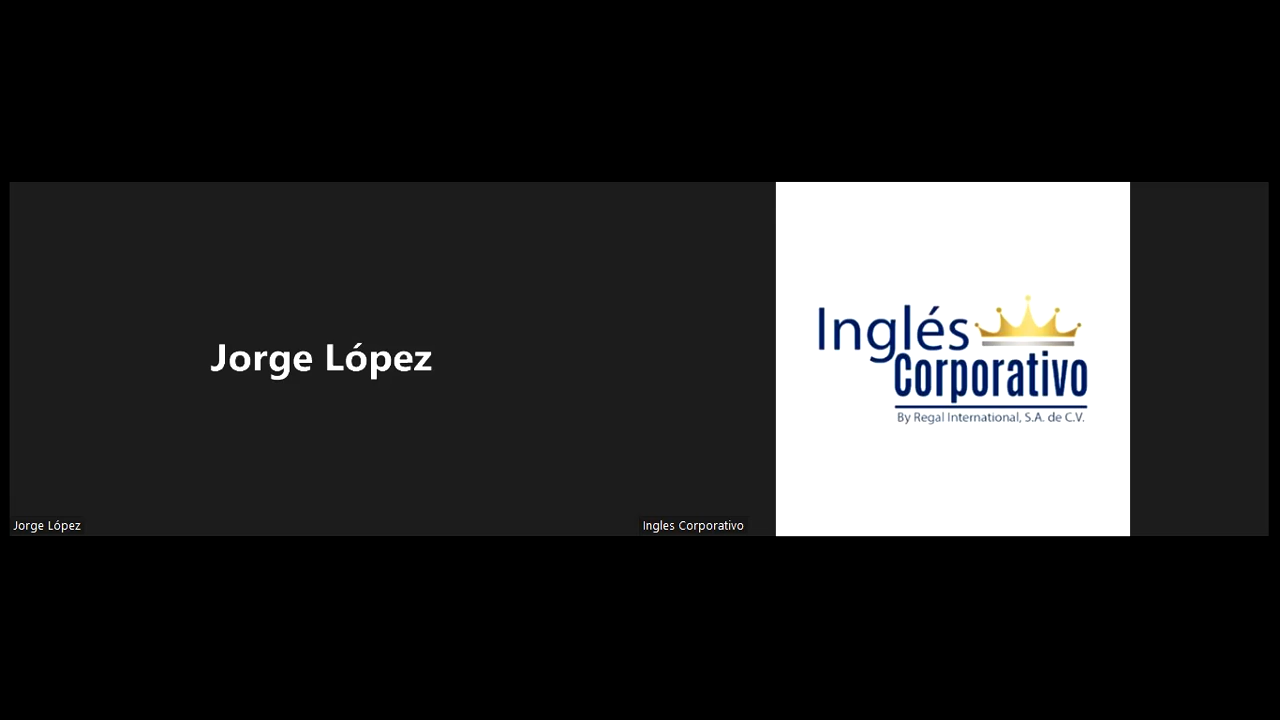 Jorge López
Inglés
Corporativo
By Regal International, S.A. de C.V.
Jorge López
Ingles Corporativo